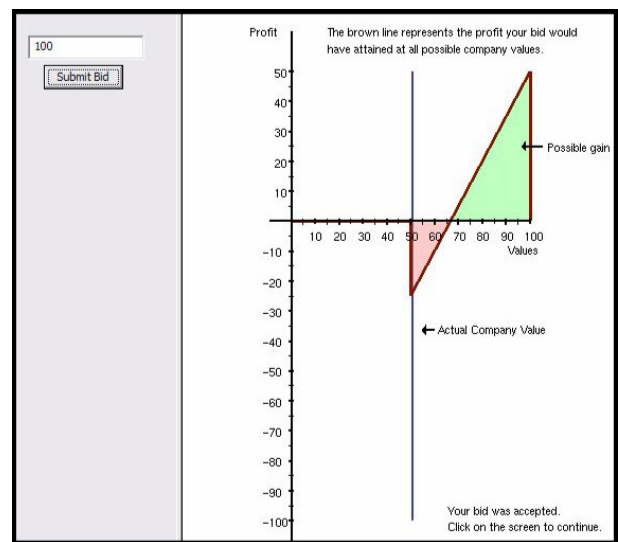 100
Submit Bid
Profit
The brown line represents the profit your bid would
have attained at all possible company values.
50
40
30
20
10
Possible gain
10 20 30 40 50 60 70 80 90 100
Values
-10
-20
-30
Actual Company Value
-40
-50
-60
-70
-80
-90
-100
Your bid was accepted.
Click on the screen to continue.